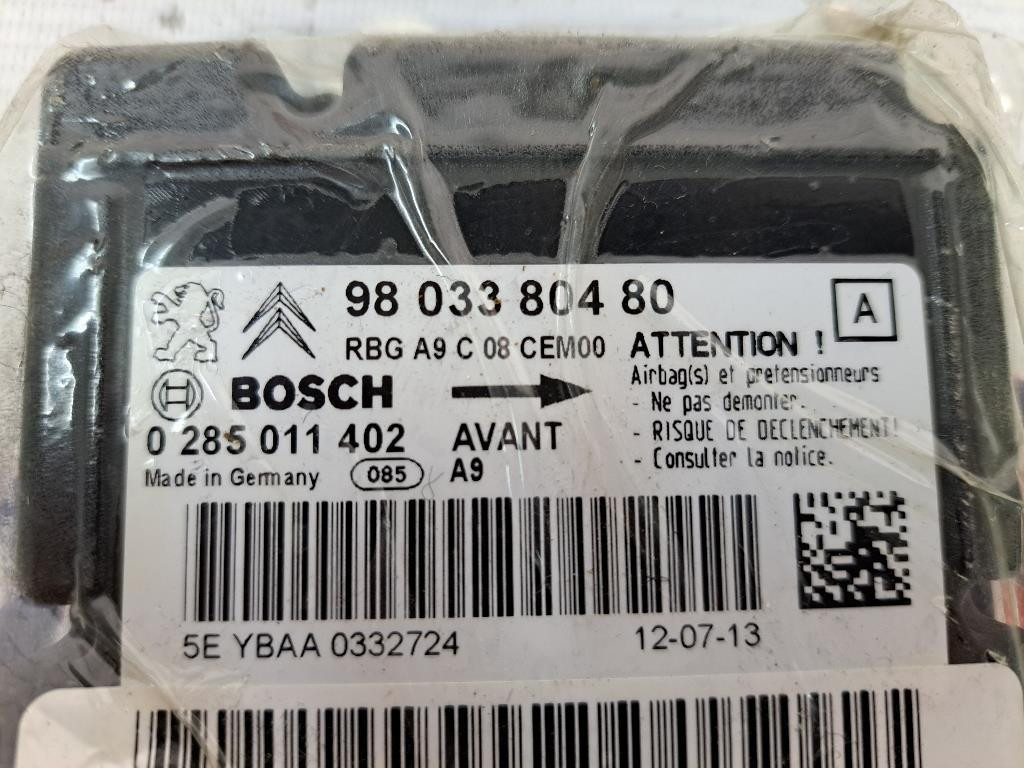 98 033 804 80
A
RBG A9 C 08 CEM00
ATTENTION !
BOSCH
Airbag(s) et pretensionneurs
- Ne pas demonter.
0 285 011 402
AVANT
- RISQUE DE DECLENCHEMENT!
Made in Germany
085
A9
- Consulter la notice.
5E YBAA 0332724
12-07-13